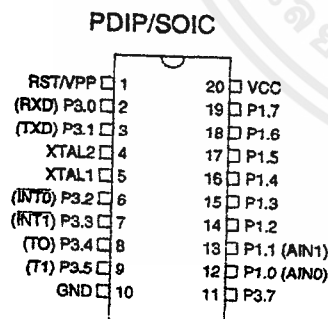 PDIP/SOIC
RST/VPP 1 20 VCC
(RXD) P3.0 2 19 P1.7
(TXD) P3.1 3 18 P1.6
XTAL2 4 17 P1.5
XTAL1 5 16 P1.4
(INT0) P3.2 6 15 P1.3
(INT1) P3.3 7 14 P1.2
(TO) P3.4 8 13 P1.1 (AIN1)
(T1) P3.5 9 12 P1.0 (AIN0)
GND 10 11 P3.7